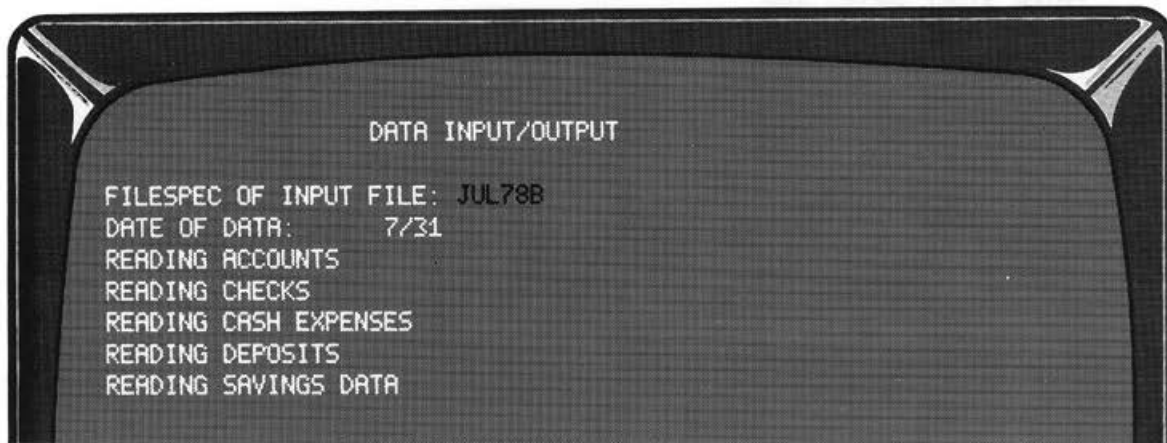 DATA INPUT/OUTPUT
FILESPEC OF INPUT FILE: JUL78B
DATE OF DATA: 7/31
READING ACCOUNTS
READING CHECKS
READING CASH EXPENSES
READING DEPOSITS
READING SAVINGS DATA